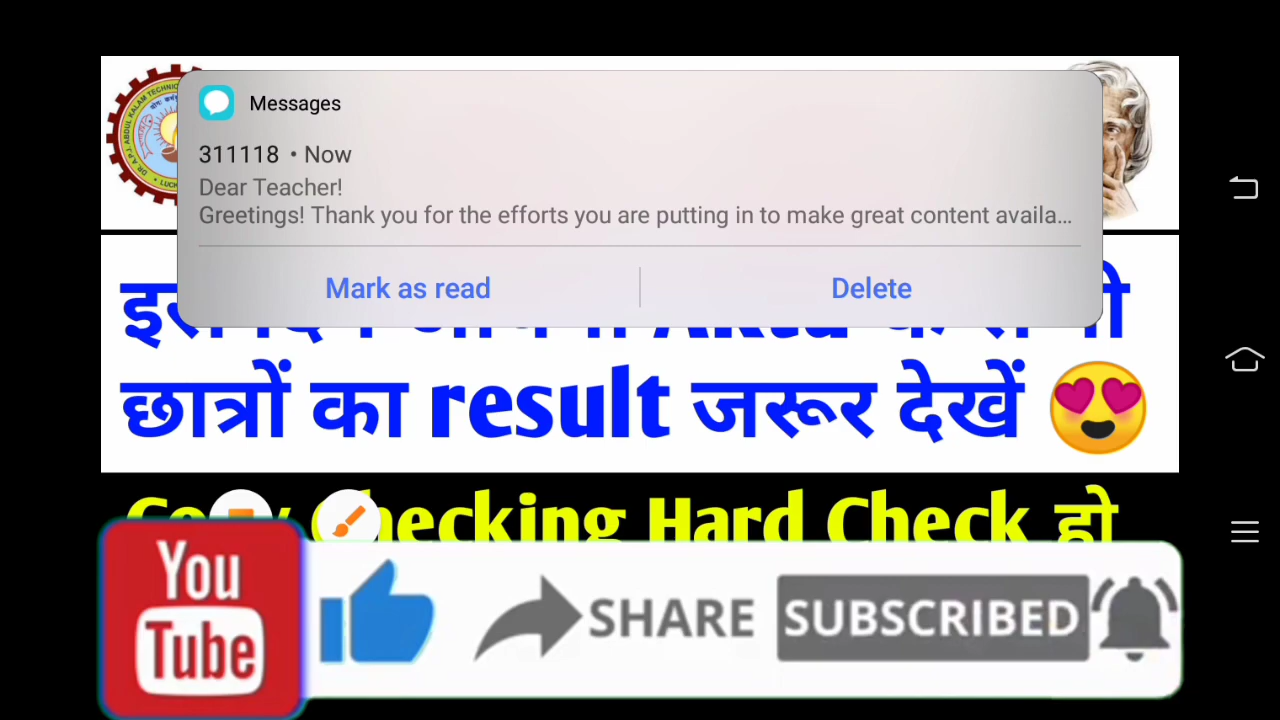 Messages
311118 • Now
Dear Teacher!
Greetings! Thank you for the efforts you are putting in to make great content availa...
Mark as read
Delete
छात्रों का result जरूर देखें 😍
Checking Hard Check हो
You
Tube
SHARE
SUBSCRIBED